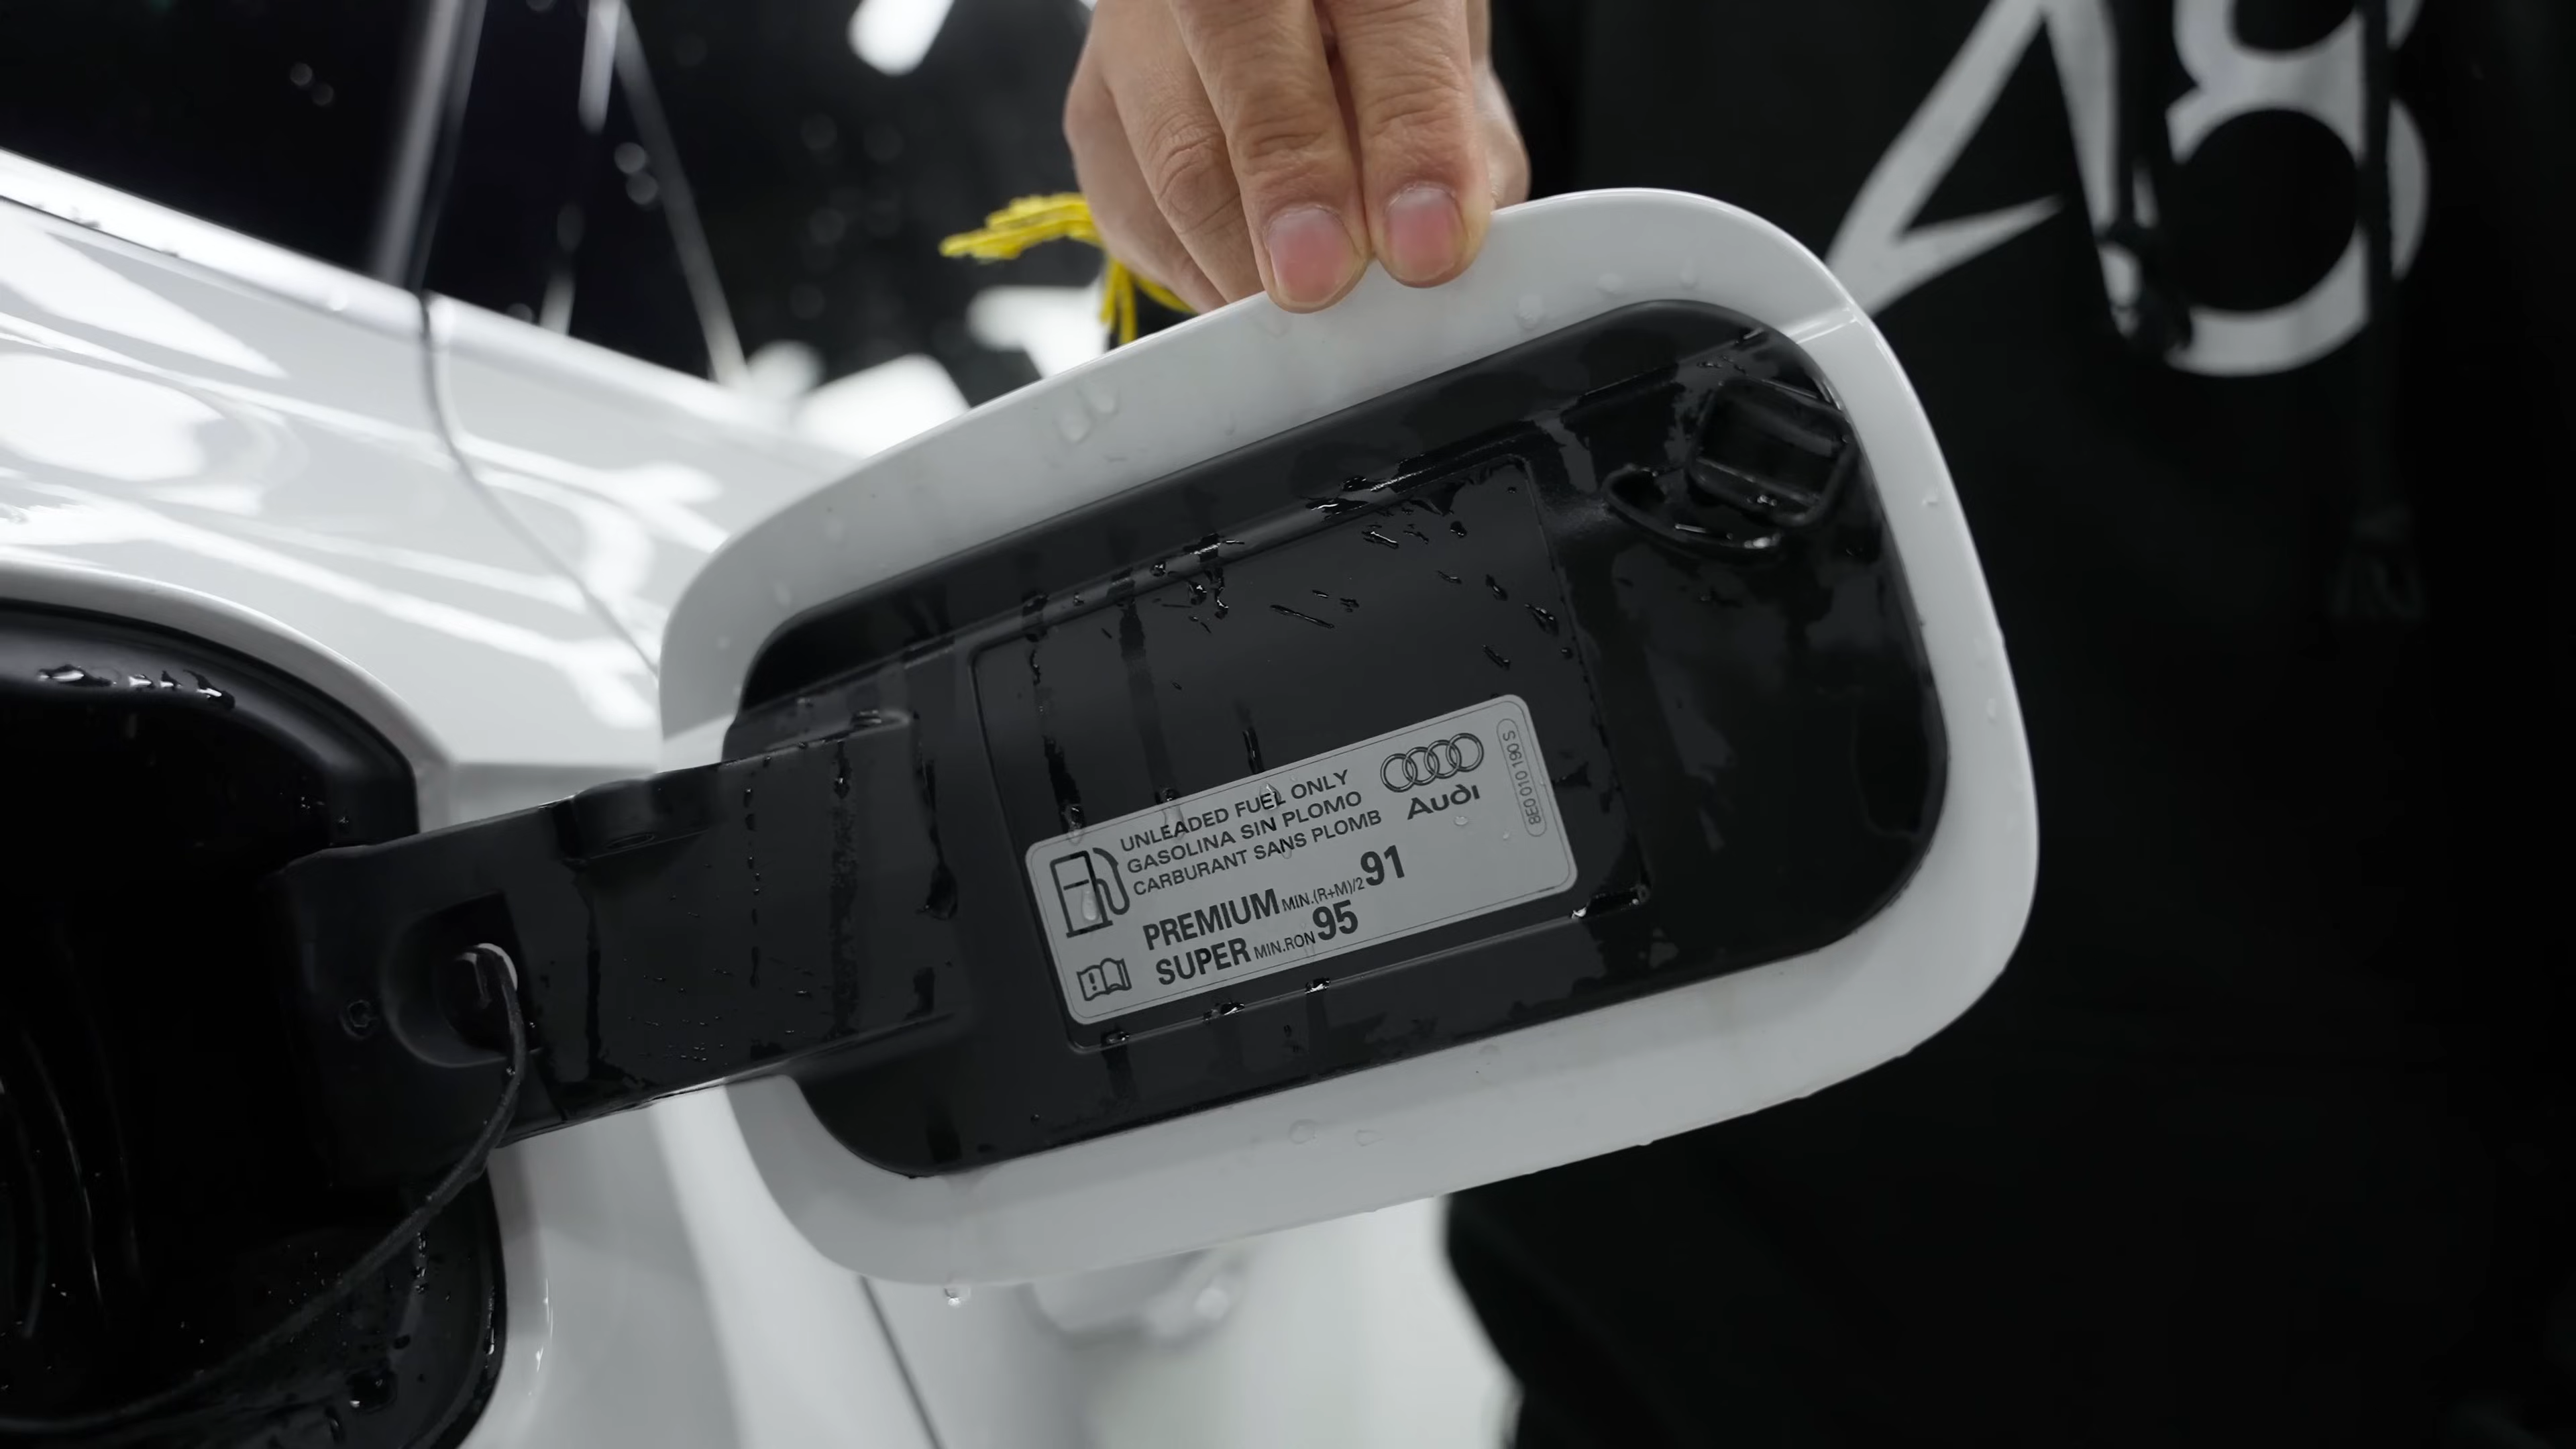 UNLEADED FUEL ONLY
GASOLINA SIN PLOMO
CARBURANT SANS PLOMB
Audi
8E0 010 190 S
PREMIUM MIN.(R+M)/2 91
SUPER MIN.RON 95